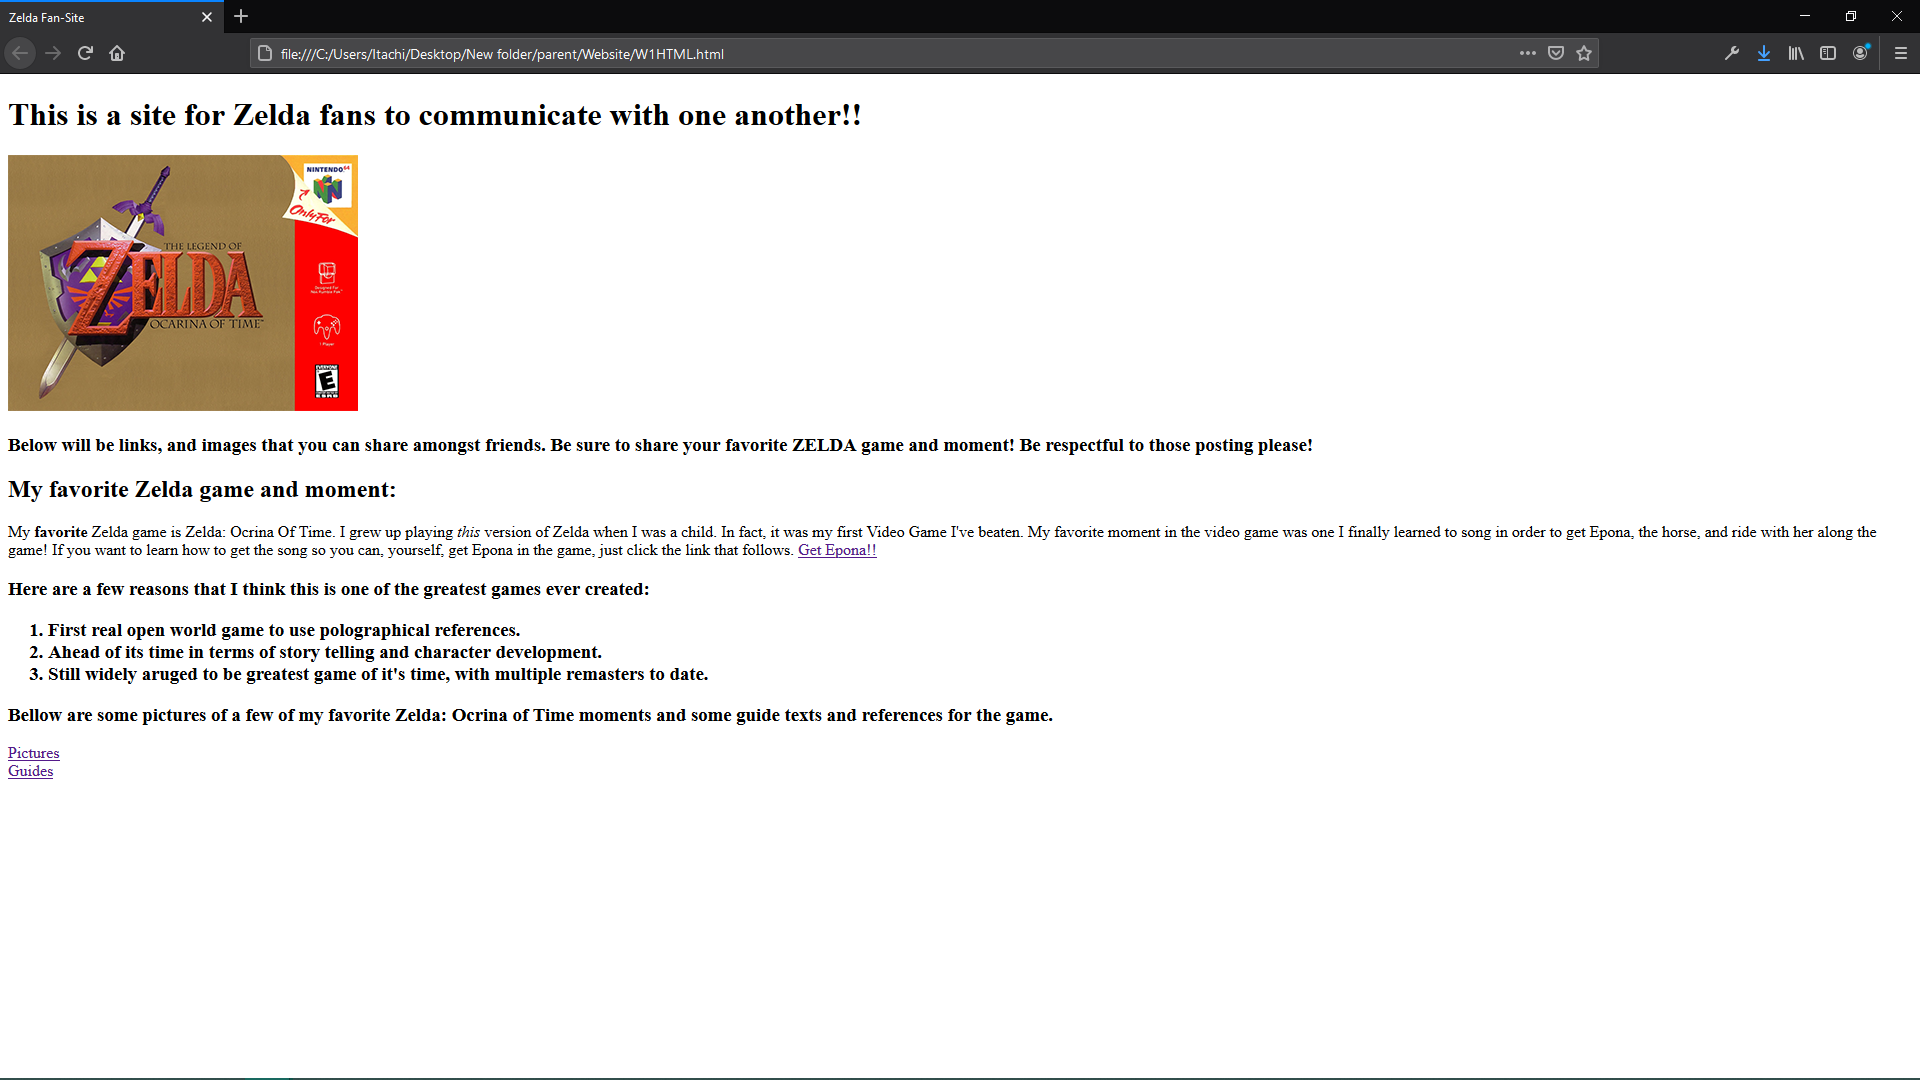 Zelda Fan-Site
file:///C:/Users/Itachi/Desktop/New folder/parent/Website/W1HTML.html
This is a site for Zelda fans to communicate with one another!!
NINTENDO 64
Only For
THE LEGEND OF
ZELDA
OCARINA OF TIME™
1 Player
EVERYONE
E
Below will be links, and images that you can share amongst friends. Be sure to share your favorite ZELDA game and moment! Be respectful to those posting please!
My favorite Zelda game and moment:
My favorite Zelda game is Zelda: Ocrina Of Time. I grew up playing this version of Zelda when I was a child. In fact, it was my first Video Game I've beaten. My favorite moment in the video game was one I finally learned to song in order to get Epona, the horse, and ride with her along the
game! If you want to learn how to get the song so you can, yourself, get Epona in the game, just click the link that follows. Get Epona!!
Here are a few reasons that I think this is one of the greatest games ever created:
1. First real open world game to use polographical references.
2. Ahead of its time in terms of story telling and character development.
3. Still widely aruged to be greatest game of it's time, with multiple remasters to date.
Bellow are some pictures of a few of my favorite Zelda: Ocrina of Time moments and some guide texts and references for the game.
Pictures
Guides